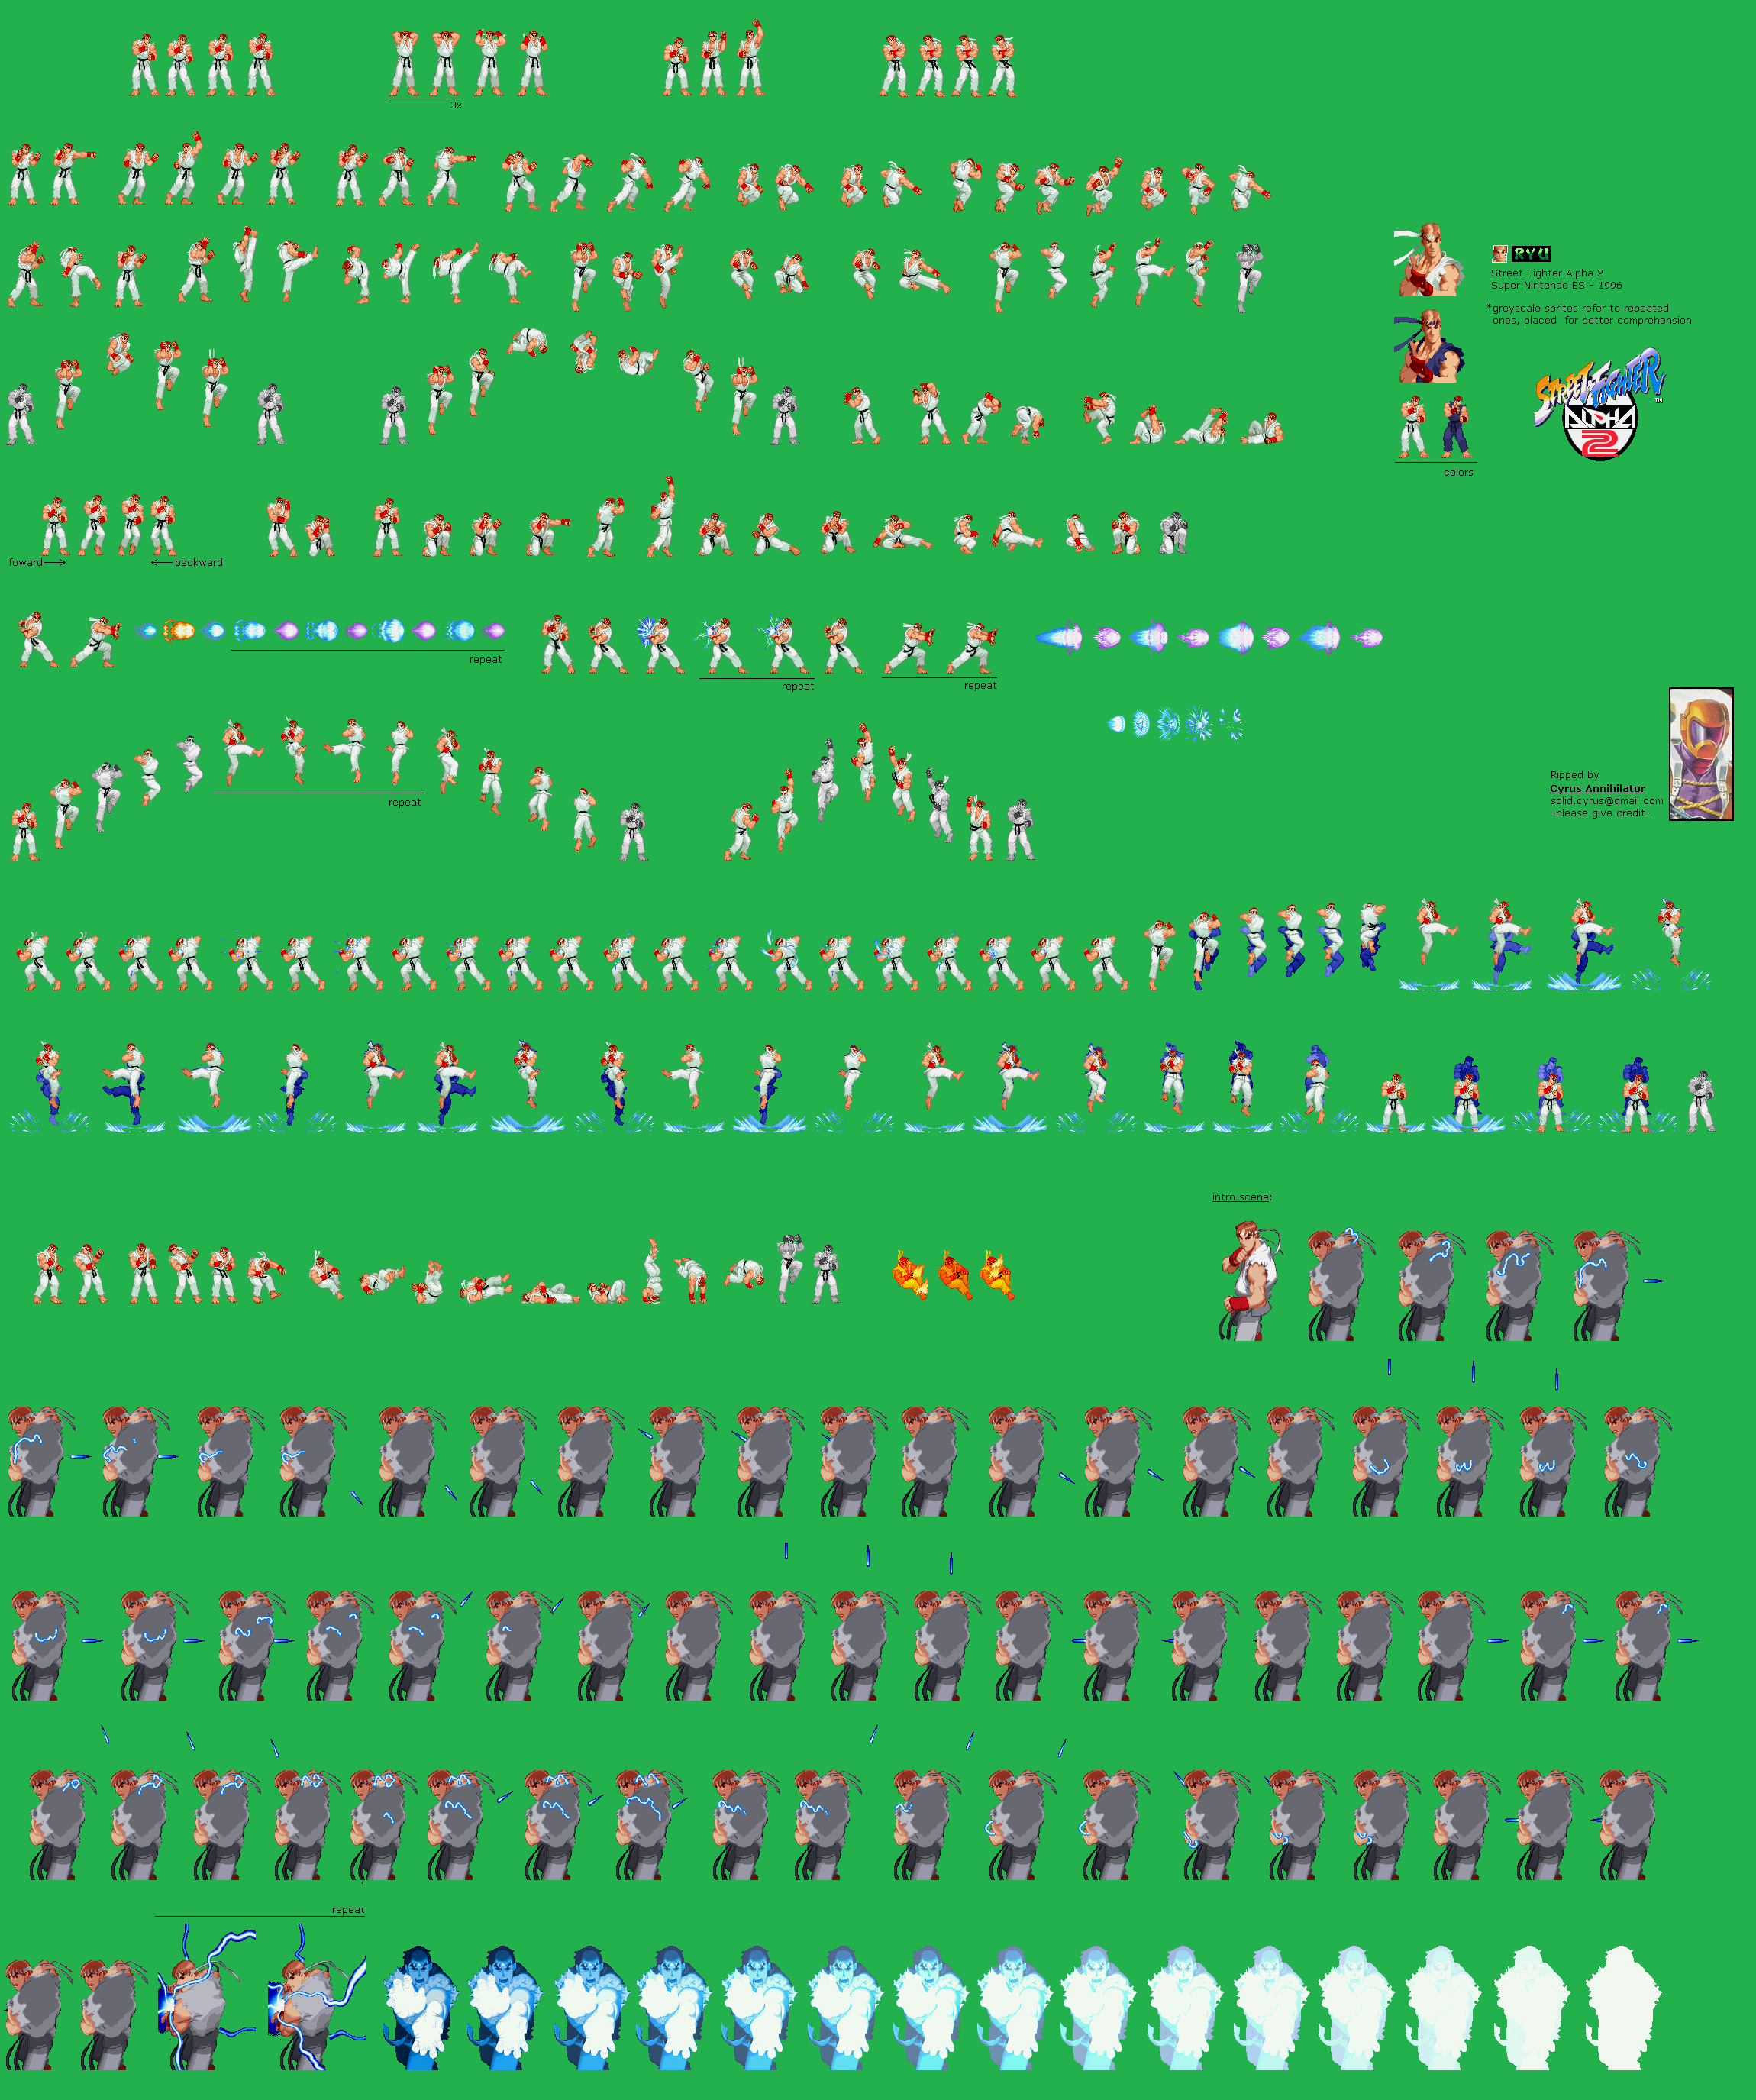 3x
RYU
Street Fighter Alpha 2
Super Nintendo ES - 1996
*greyscale sprites refer to repeated
ones, placed for better comprehension
STREET FIGHTER
TM
ALPHA
2
colors
foward
backward
repeat
repeat
repeat
repeat
Ripped by
Cyrus Annihilator
solid.cyrus@gmail.com
-please give credit-
intro scene:
repeat